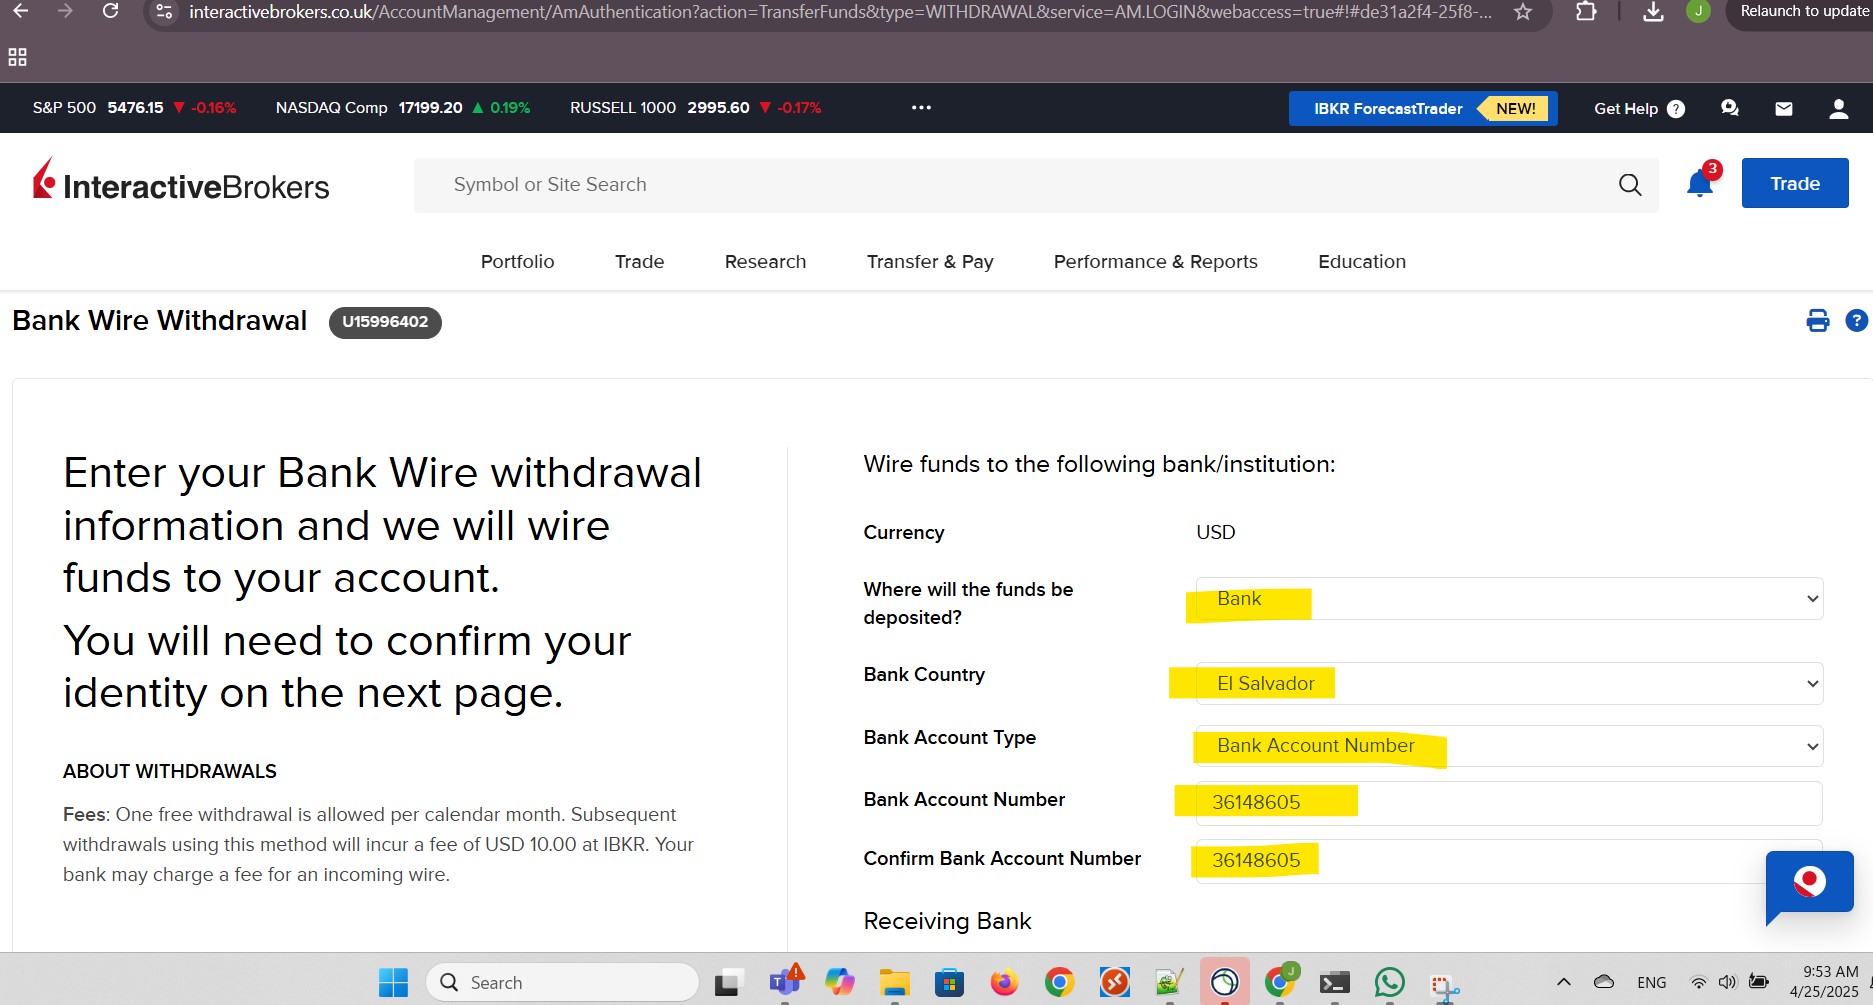 interactivebrokers.co.uk/AccountManagement/AmAuthentication?action=TransferFunds&type=WITHDRAWAL&service=AM.LOGIN&webaccess=true#!#de31a2f4-25f8-...
J
Relaunch to update
S&P 500 5476.15 ▼ -0.16% NASDAQ Comp 17199.20 ▲ 0.19% RUSSELL 1000 2995.60 ▼ -0.17% ••• IBKR ForecastTrader NEW! Get Help ?
InteractiveBrokers
Symbol or Site Search
3
Trade
Portfolio Trade Research Transfer & Pay Performance & Reports Education
Bank Wire Withdrawal U15996402
?
Enter your Bank Wire withdrawal
information and we will wire
funds to your account.
You will need to confirm your
identity on the next page.
ABOUT WITHDRAWALS
Fees: One free withdrawal is allowed per calendar month. Subsequent
withdrawals using this method will incur a fee of USD 10.00 at IBKR. Your
bank may charge a fee for an incoming wire.
Wire funds to the following bank/institution:
Currency USD
Where will the funds be
deposited?
Bank
Bank Country El Salvador
Bank Account Type Bank Account Number
Bank Account Number 36148605
Confirm Bank Account Number 36148605
Receiving Bank
Search
T
J
ENG
9:53 AM
4/25/2025